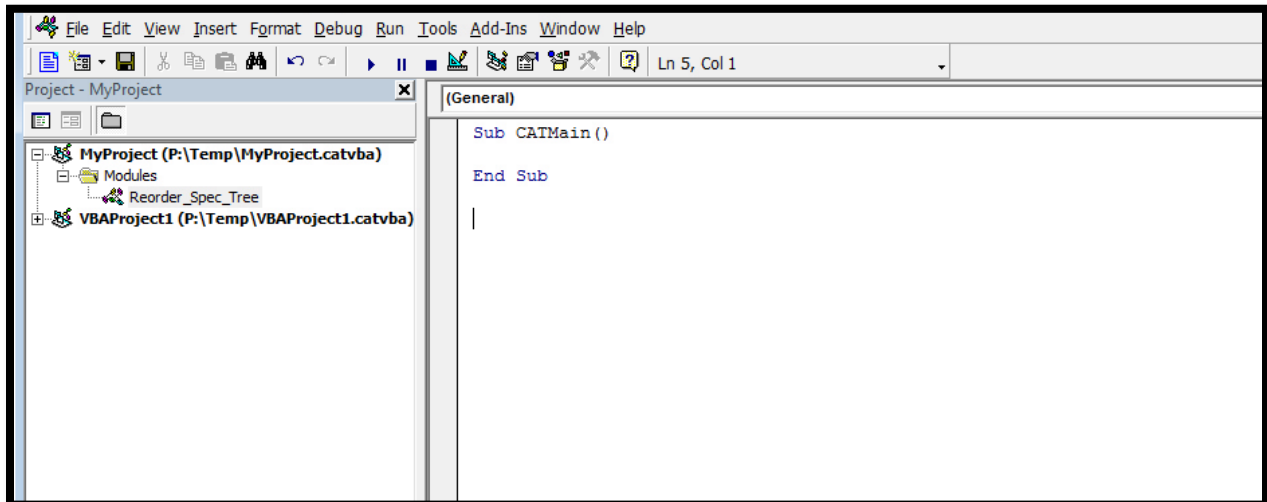 File Edit View Insert Format Debug Run Tools Add-Ins Window Help
Ln 5, Col 1
Project - MyProject
(General)
MyProject (P:\Temp\MyProject.catvba)
Modules
Reorder_Spec_Tree
VBAProject1 (P:\Temp\VBAProject1.catvba)
Sub CATMain()
End Sub